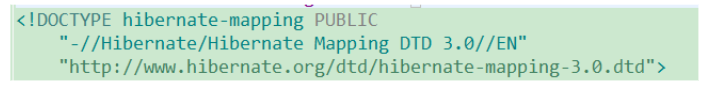 <!DOCTYPE hibernate-mapping PUBLIC
"-//Hibernate/Hibernate Mapping DTD 3.0//EN"
"http://www.hibernate.org/dtd/hibernate-mapping-3.0.dtd">